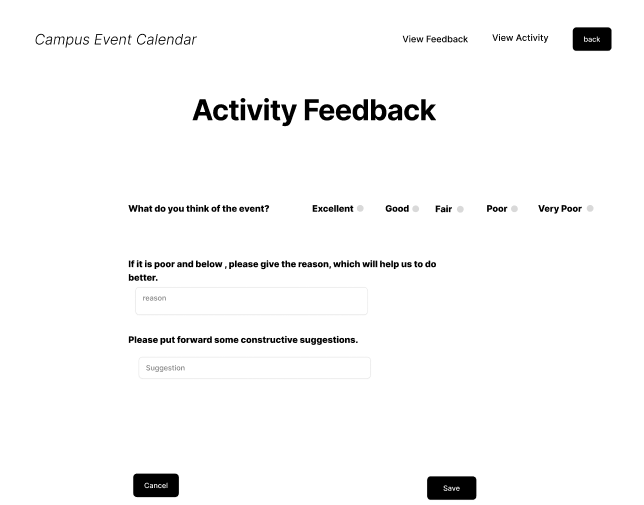 Campus Event Calendar
View Feedback
View Activity
back
Activity Feedback
What do you think of the event?
Excellent
Good
Fair
Poor
Very Poor
If it is poor and below , please give the reason, which will help us to do
better.
reason
Please put forward some constructive suggestions.
Suggestion
Cancel
Save